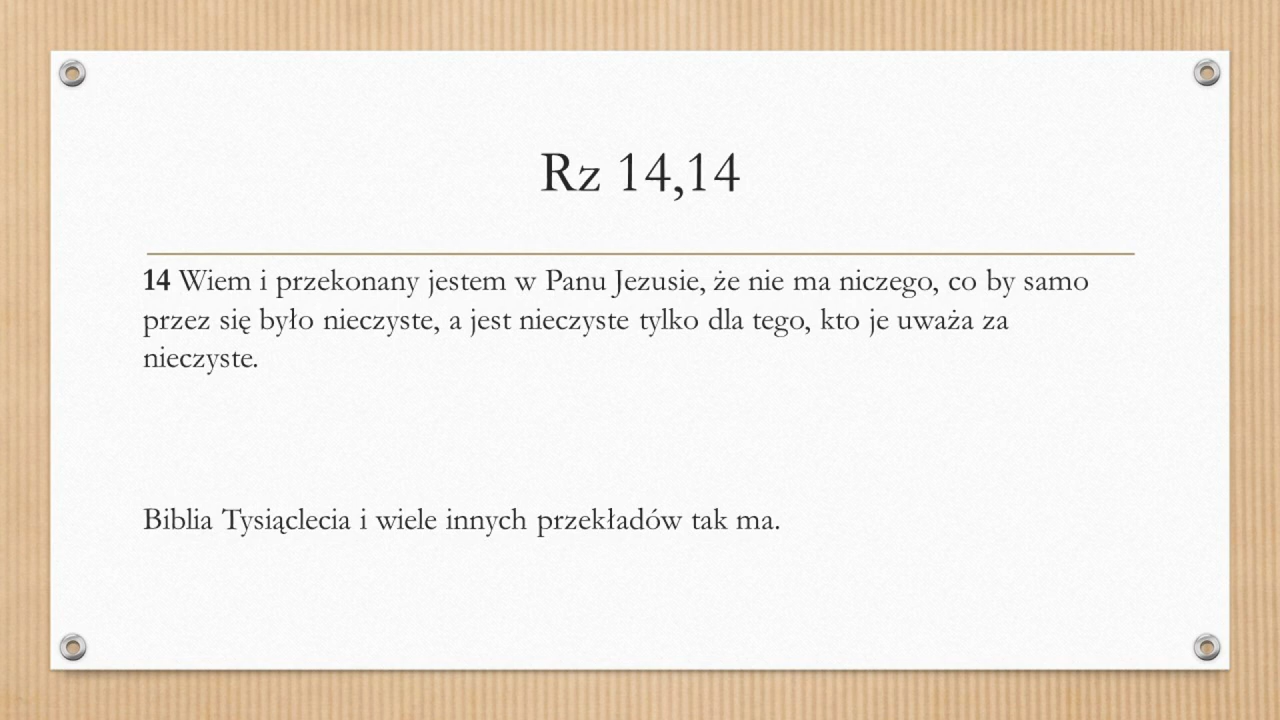 Rz 14,14
14 Wiem i przekonany jestem w Panu Jezusie, że nie ma niczego, co by samo
przez się było nieczyste, a jest nieczyste tylko dla tego, kto je uważa za
nieczyste.
Biblia Tysiąclecia i wiele innych przekładów tak ma.